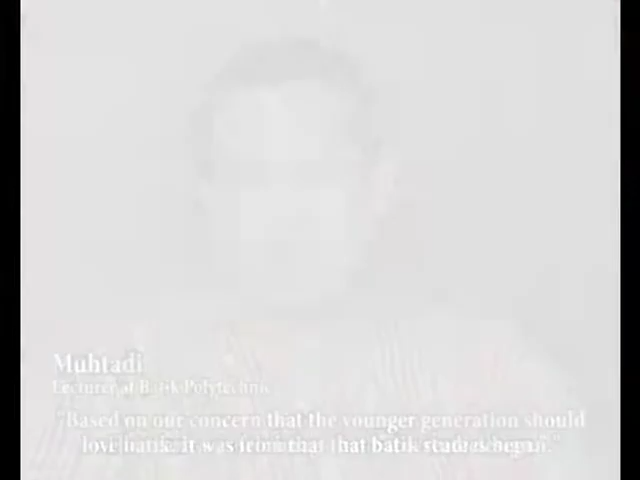 Muhtadi
Lecturer at Batik Polytechnic
"Based on our concern that the younger generation should
love batik. it was from that that batik studies began."